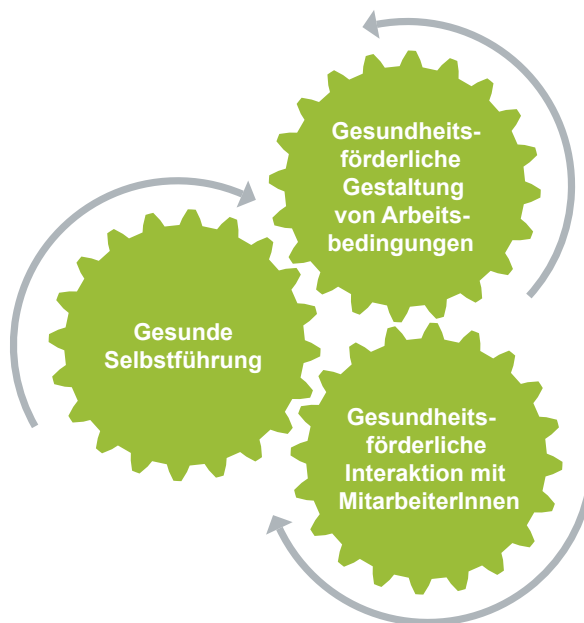 Gesundheits-
förderliche
Gestaltung
von Arbeits-
bedingungen
Gesunde
Selbstführung
Gesundheits-
förderliche
Interaktion mit
MitarbeiterInnen